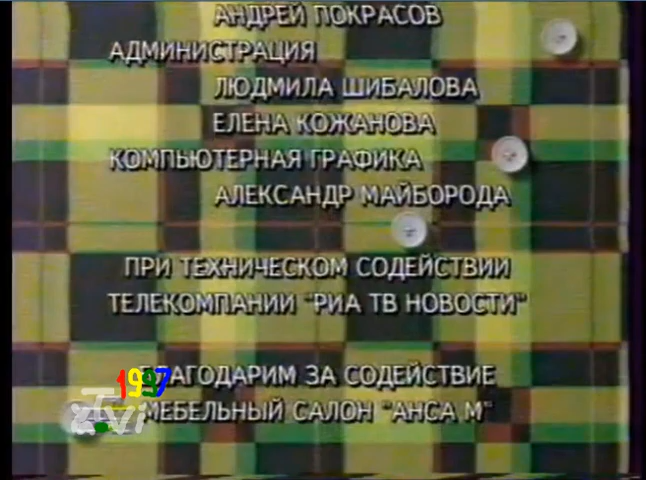 АНДРЕЙ ПОКРАСОВ
АДМИНИСТРАЦИЯ
ЛЮДМИЛА ШИБАЛОВА
ЕЛЕНА КОЖАНОВА
КОМПЬЮТЕРНАЯ ГРАФИКА
АЛЕКСАНДР МАЙБОРОДА
ПРИ ТЕХНИЧЕСКОМ СОДЕЙСТВИИ
ТЕЛЕКОМПАНИИ "РИА ТВ НОВОСТИ"
1997
БЛАГОДАРИМ ЗА СОДЕЙСТВИЕ
МЕБЕЛЬНЫЙ САЛОН "АНСА М"